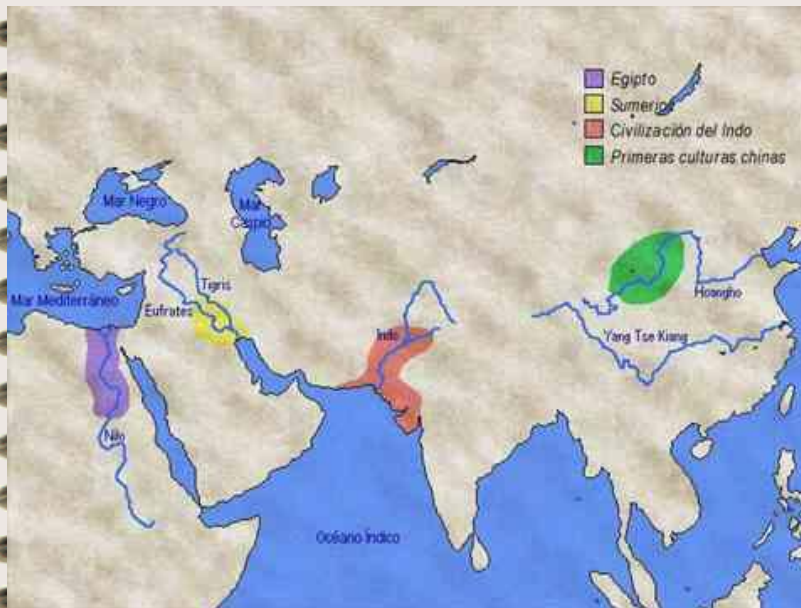 Egipto
Sumerios
Civilización del Indo
Primeras culturas chinas
Mar Negro
Mar
Caspio
Tigris
Eufrates
Mar Mediterráneo
Indo
Hoangho
Yang Tse Kiang
Nilo
Océano Índico